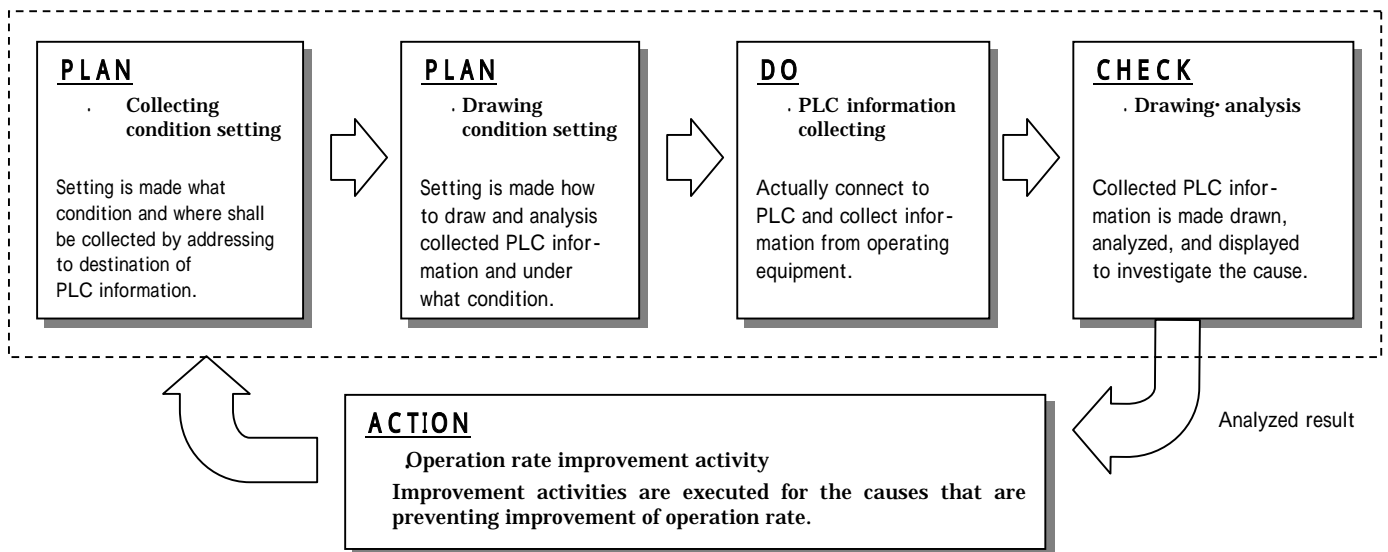 PLAN
. Collecting
condition setting
Setting is made what
condition and where shall
be collected by addressing
to destination of
PLC information.
PLAN
. Drawing
condition setting
Setting is made how
to draw and analysis
collected PLC infor-
mation and under
what condition.
DO
. PLC information
collecting
Actually connect to
PLC and collect infor-
mation from operating
equipment.
CHECK
. Drawing･analysis
Collected PLC infor-
mation is made drawn,
analyzed, and displayed
to investigate the cause.
Analyzed result
ACTION
.Operation rate improvement activity
Improvement activities are executed for the causes that are
preventing improvement of operation rate.